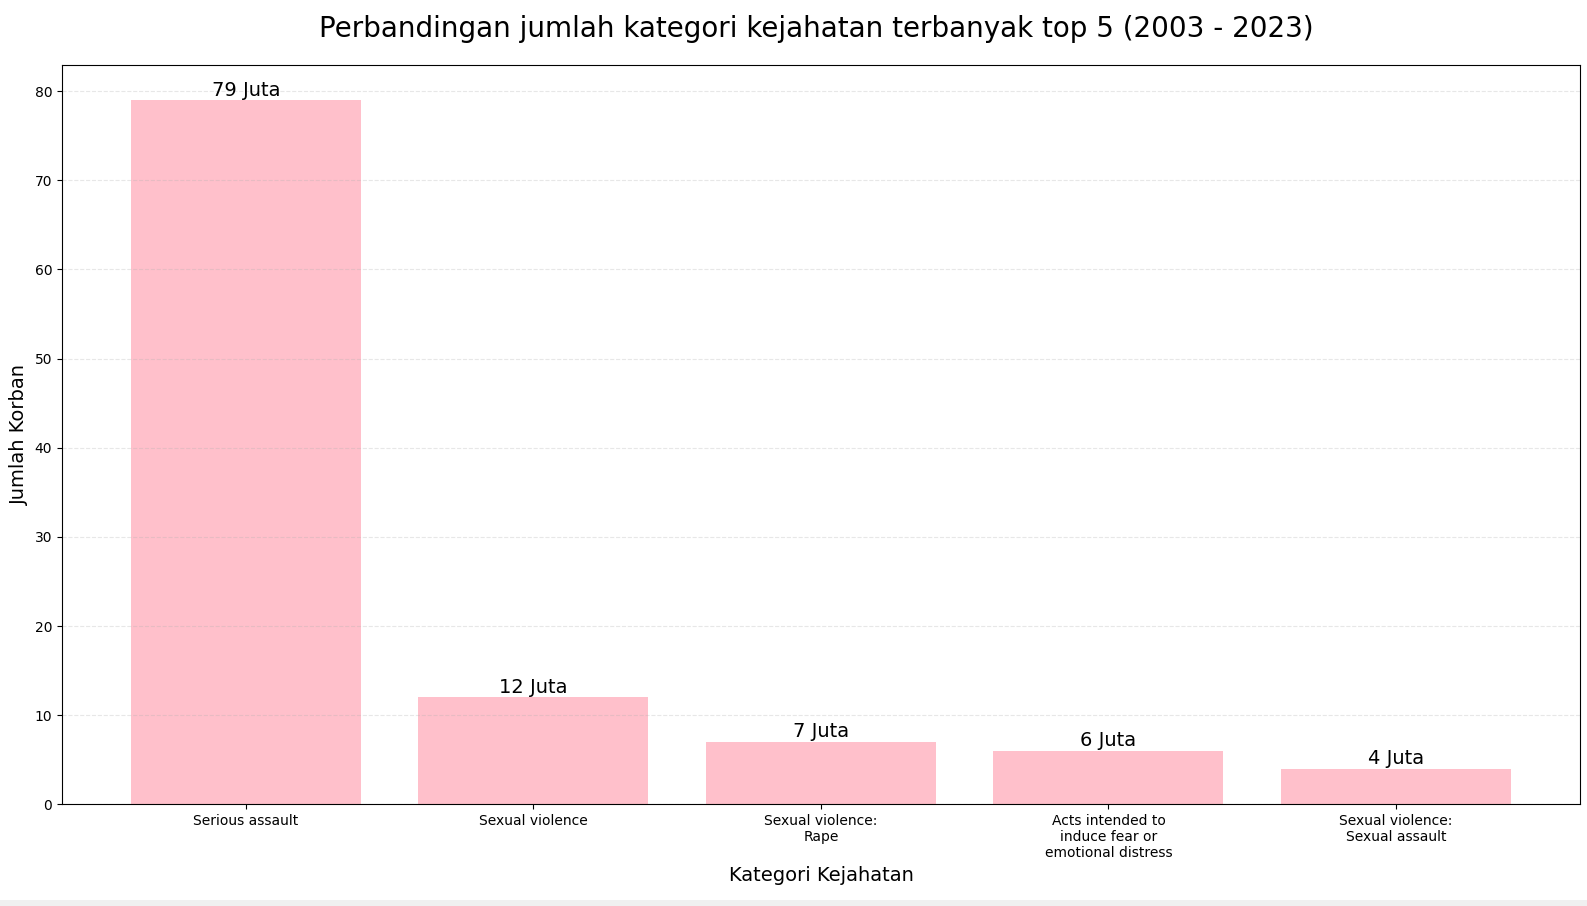 Perbandingan jumlah kategori kejahatan terbanyak top 5 (2003 - 2023)
Jumlah Korban
80
70
60
50
40
30
20
10
0
79 Juta
12 Juta
7 Juta
6 Juta
4 Juta
Serious assault
Sexual violence
Sexual violence:
Rape
Acts intended to
induce fear or
emotional distress
Sexual violence:
Sexual assault
Kategori Kejahatan